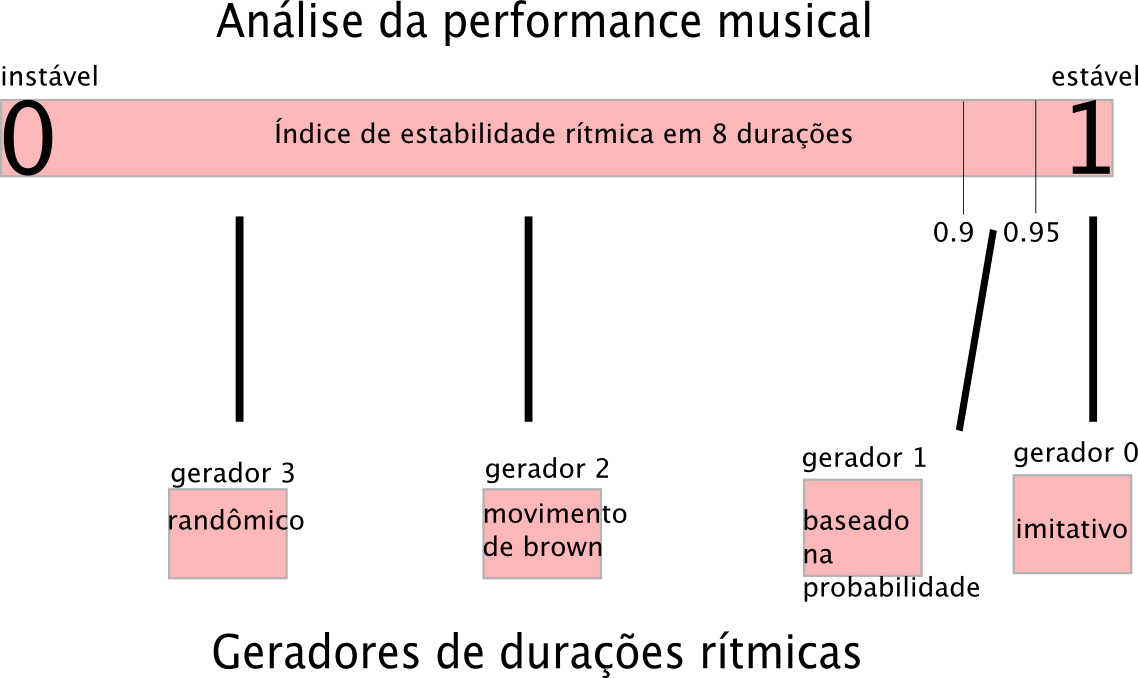 Análise da performance musical
instável
estável
0
Índice de estabilidade rítmica em 8 durações
1
0.9
0.95
gerador 3
randômico
gerador 2
movimento
de brown
gerador 1
baseado
na
probabilidade
gerador 0
imitativo
Geradores de durações rítmicas